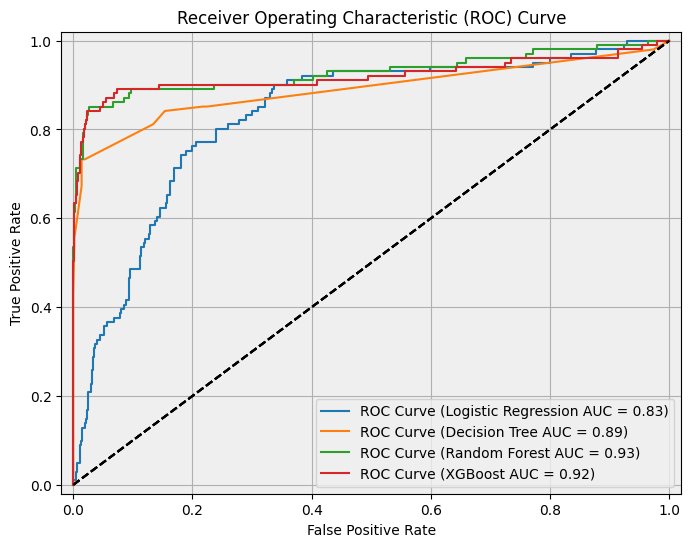 Receiver Operating Characteristic (ROC) Curve
True Positive Rate
1.0
0.8
0.6
0.4
0.2
0.0
ROC Curve (Logistic Regression AUC = 0.83)
ROC Curve (Decision Tree AUC = 0.89)
ROC Curve (Random Forest AUC = 0.93)
ROC Curve (XGBoost AUC = 0.92)
0.0 0.2 0.4 0.6 0.8 1.0
False Positive Rate